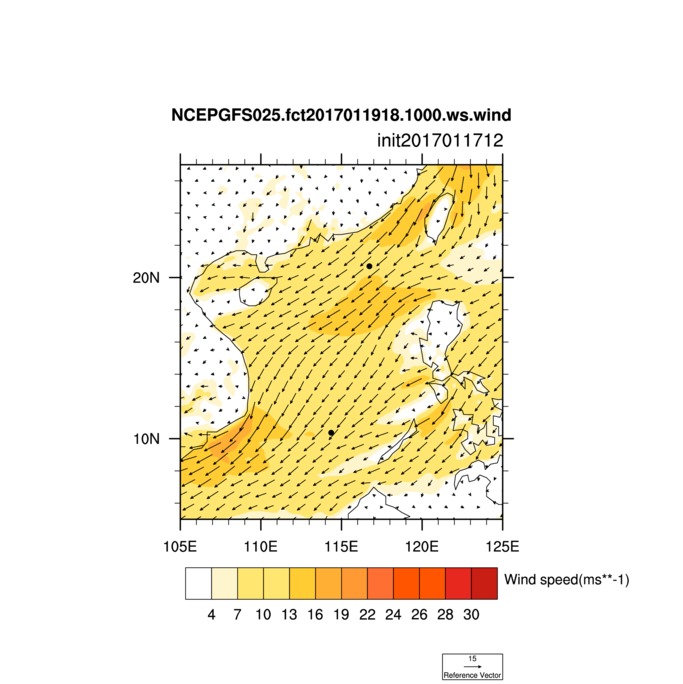 NCEPGFS025.fct2017011918.1000.ws.wind
init2017011712
20N
10N
105E 110E 115E 120E 125E
Wind speed(ms**-1)
4 7 10 13 16 19 22 24 26 28 30
15
Reference Vector